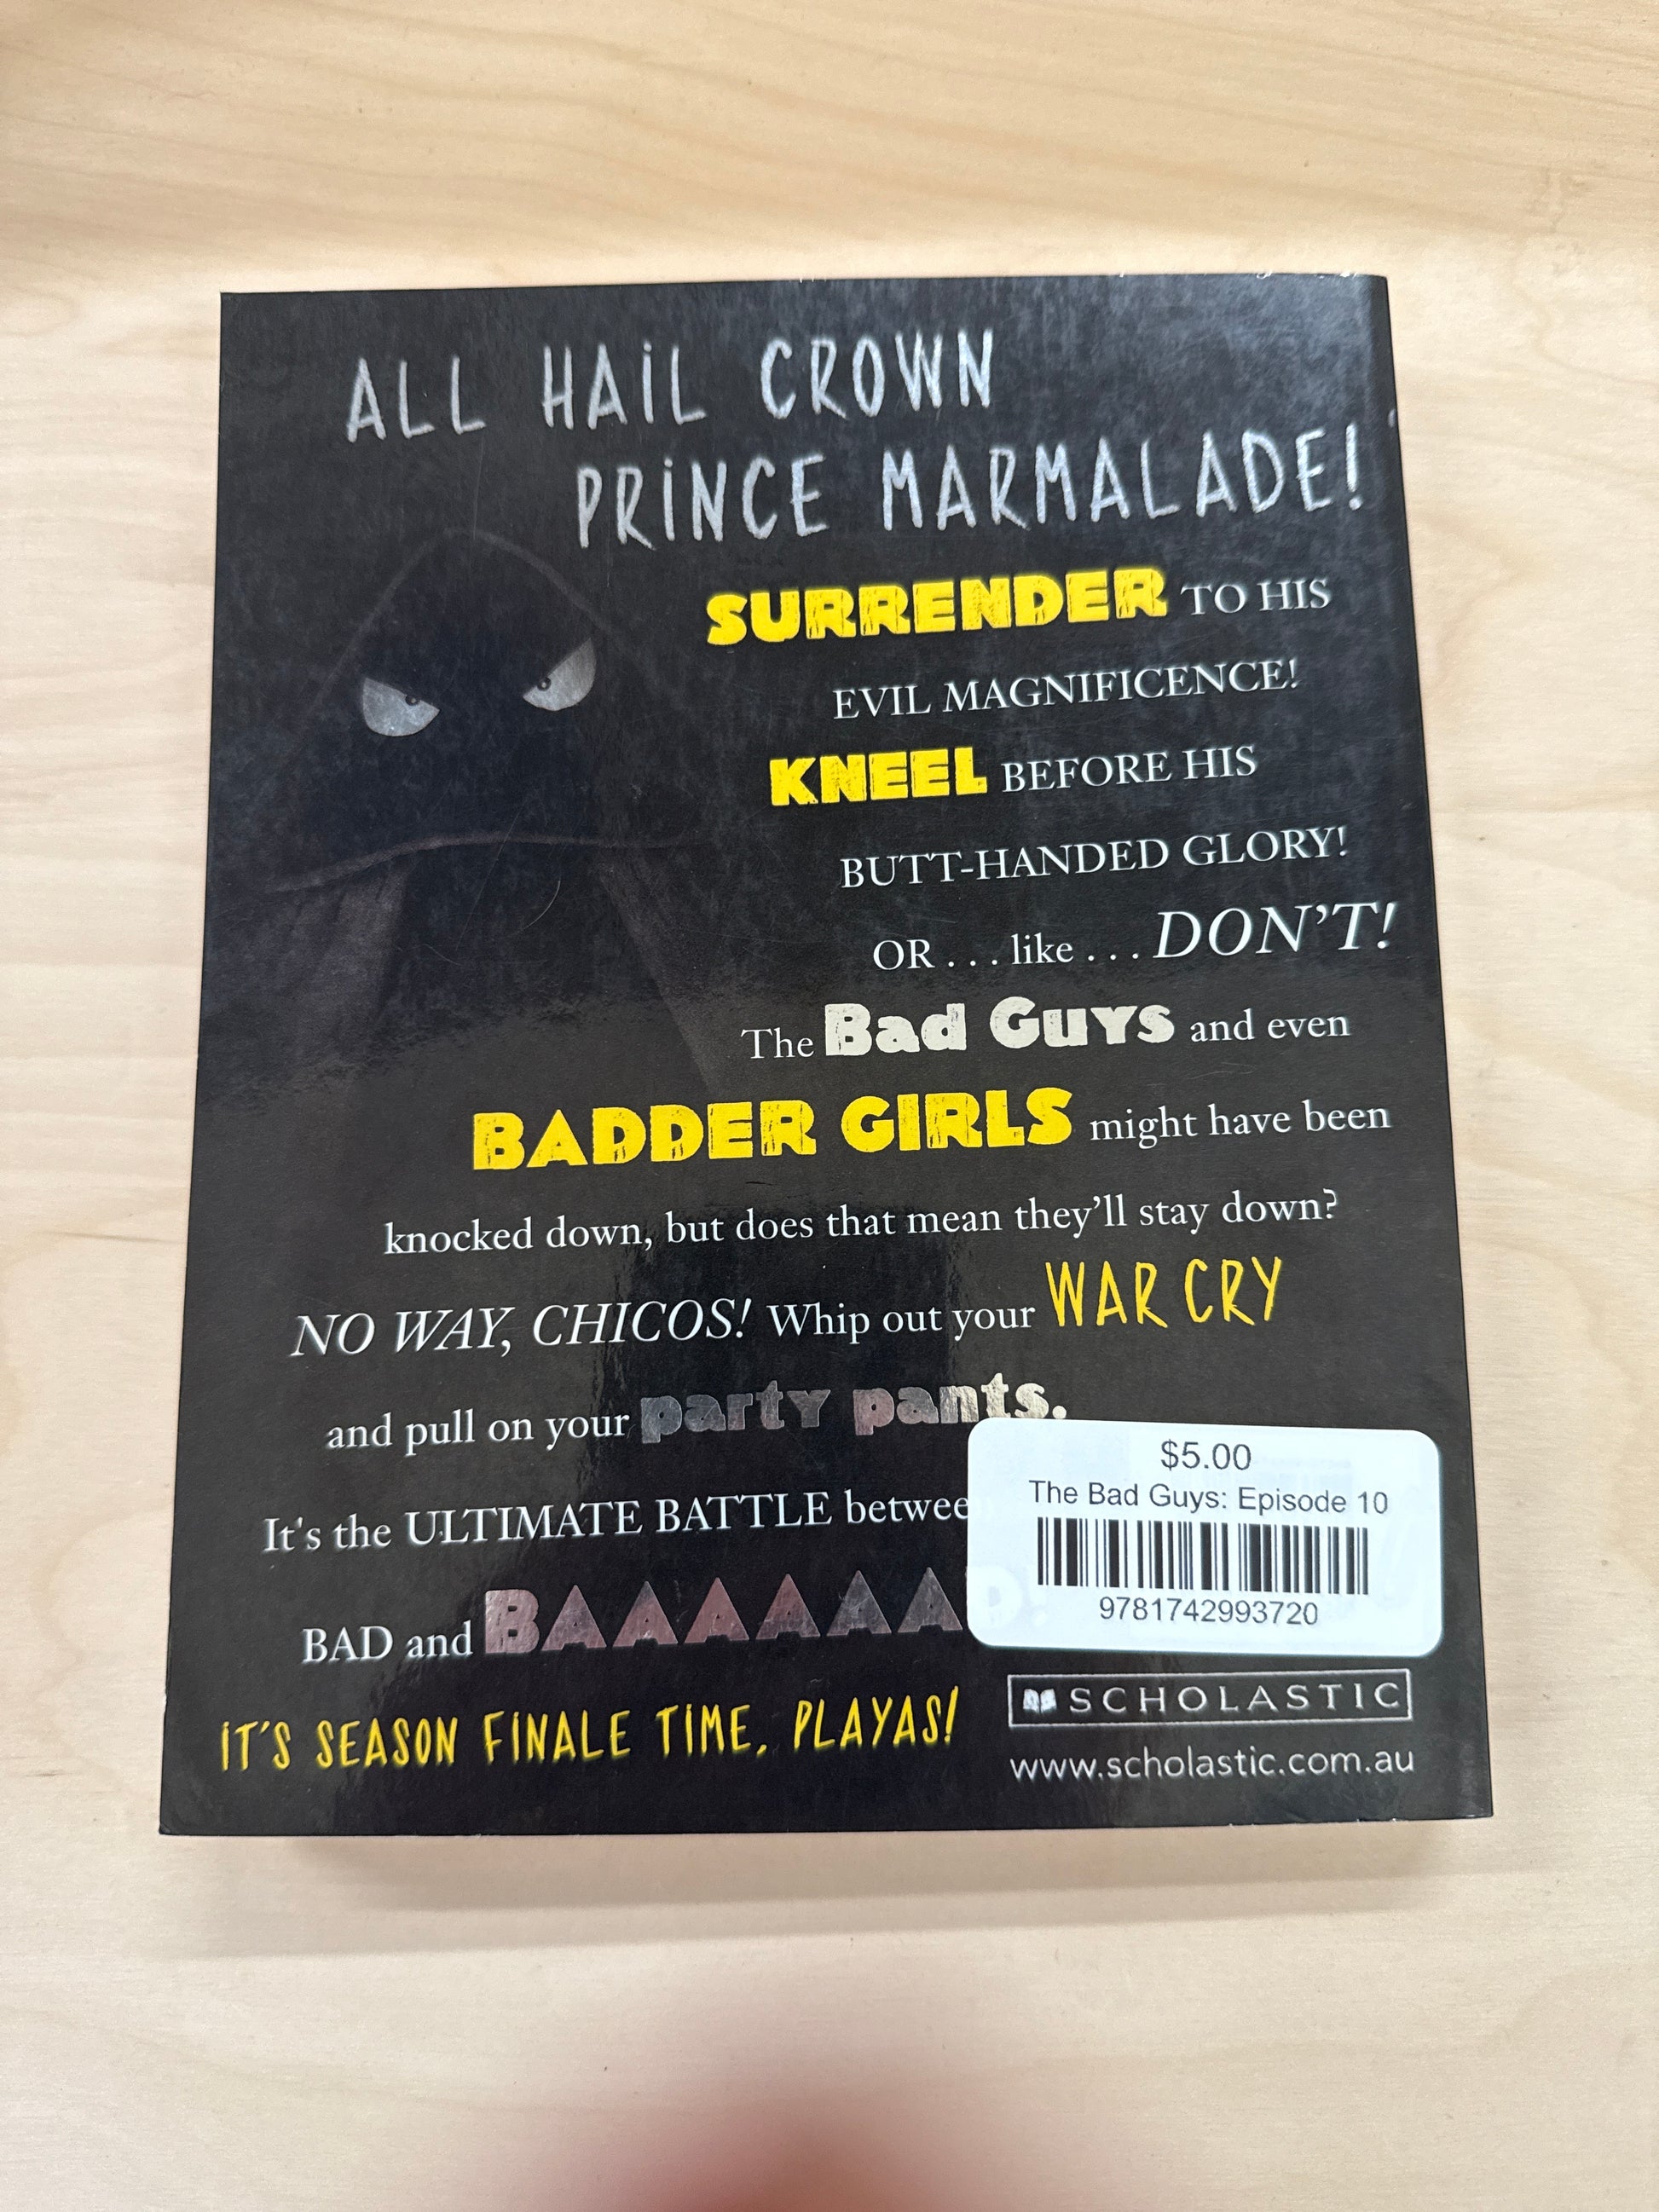 ALL HAIL CROWN
PRINCE MARMALADE!
SURRENDER TO HIS
EVIL MAGNIFICENCE!
KNEEL BEFORE HIS
BUTT-HANDED GLORY!
OR . . . like . . . DON'T!
The Bad Guys and even
BADDER GIRLS might have been
knocked down, but does that mean they'll stay down?
NO WAY, CHICOS! Whip out your WAR CRY
and pull on your party pants.
It's the ULTIMATE BATTLE betwee
BAD and BAAAAAAD!
IT'S SEASON FINALE TIME, PLAYAS!
$5.00
The Bad Guys: Episode 10
9781742993720
SCHOLASTIC
www.scholastic.com.au